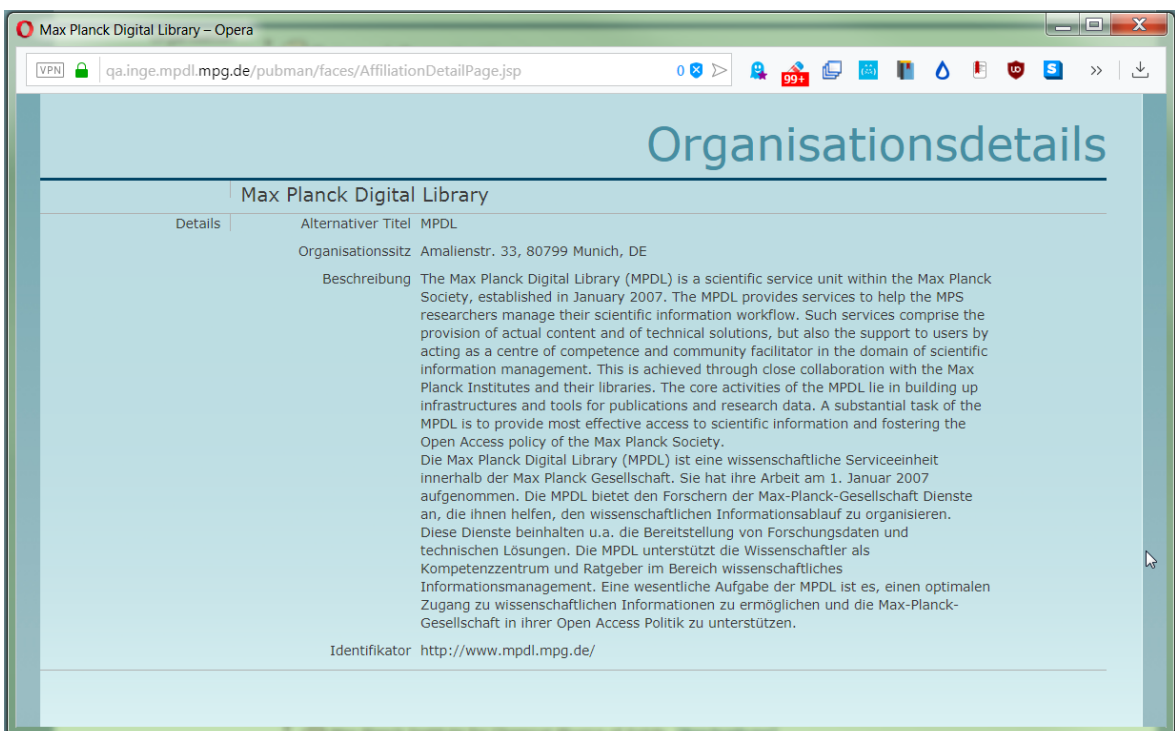 Max Planck Digital Library – Opera
VPN qa.inge.mpdl.mpg.de/pubman/faces/AffiliationDetailPage.jsp 0 99+ S >>
Organisationsdetails
Max Planck Digital Library
Details Alternativer Titel MPDL
Organisationssitz Amalienstr. 33, 80799 Munich, DE
Beschreibung The Max Planck Digital Library (MPDL) is a scientific service unit within the Max Planck
Society, established in January 2007. The MPDL provides services to help the MPS
researchers manage their scientific information workflow. Such services comprise the
provision of actual content and of technical solutions, but also the support to users by
acting as a centre of competence and community facilitator in the domain of scientific
information management. This is achieved through close collaboration with the Max
Planck Institutes and their libraries. The core activities of the MPDL lie in building up
infrastructures and tools for publications and research data. A substantial task of the
MPDL is to provide most effective access to scientific information and fostering the
Open Access policy of the Max Planck Society.
Die Max Planck Digital Library (MPDL) ist eine wissenschaftliche Serviceeinheit
innerhalb der Max Planck Gesellschaft. Sie hat ihre Arbeit am 1. Januar 2007
aufgenommen. Die MPDL bietet den Forschern der Max-Planck-Gesellschaft Dienste
an, die ihnen helfen, den wissenschaftlichen Informationsablauf zu organisieren.
Diese Dienste beinhalten u.a. die Bereitstellung von Forschungsdaten und
technischen Lösungen. Die MPDL unterstützt die Wissenschaftler als
Kompetenzzentrum und Ratgeber im Bereich wissenschaftliches
Informationsmanagement. Eine wesentliche Aufgabe der MPDL ist es, einen optimalen
Zugang zu wissenschaftlichen Informationen zu ermöglichen und die Max-Planck-
Gesellschaft in ihrer Open Access Politik zu unterstützen.
Identifikator http://www.mpdl.mpg.de/